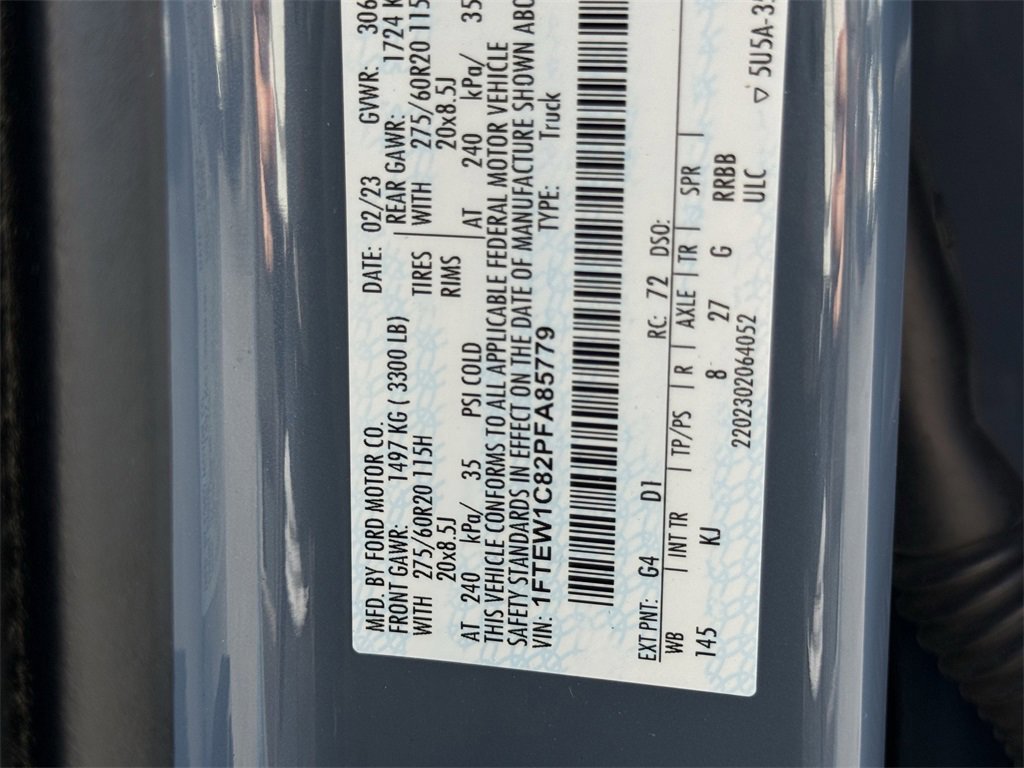 MFD. BY FORD MOTOR CO. DATE: 02/23 GVWR: 306
FRONT GAWR: 1497 KG ( 3300 LB) REAR GAWR: 1724 K
WITH 275/60R20 115H TIRES WITH 275/60R20 115
20x8.5J RIMS 20x8.5J
AT 240 kPa/ 35 PSI COLD AT 240 kPa/ 35
THIS VEHICLE CONFORMS TO ALL APPLICABLE FEDERAL MOTOR VEHICLE
SAFETY STANDARDS IN EFFECT ON THE DATE OF MANUFACTURE SHOWN ABO
VIN: 1FTEW1C82PFA85779 TYPE: Truck
EXT PNT: G4 D1 RC: 72 DSO:
WB | INT TR | TP/PS | R | AXLE | TR | SPR |
145 KJ 8 27 G RRBB
2202302064052 ULC
5U5A-35